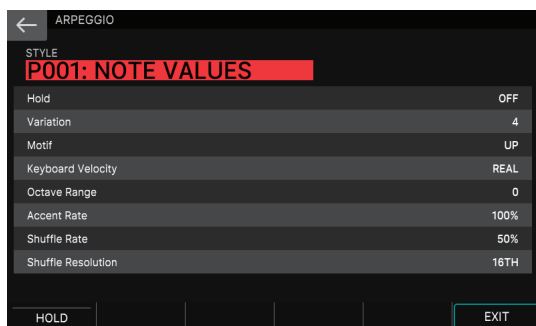 ARPEGGIO
STYLE
P001: NOTE VALUES
Hold OFF
Variation 4
Motif UP
Keyboard Velocity REAL
Octave Range 0
Accent Rate 100%
Shuffle Rate 50%
Shuffle Resolution 16TH
HOLD EXIT